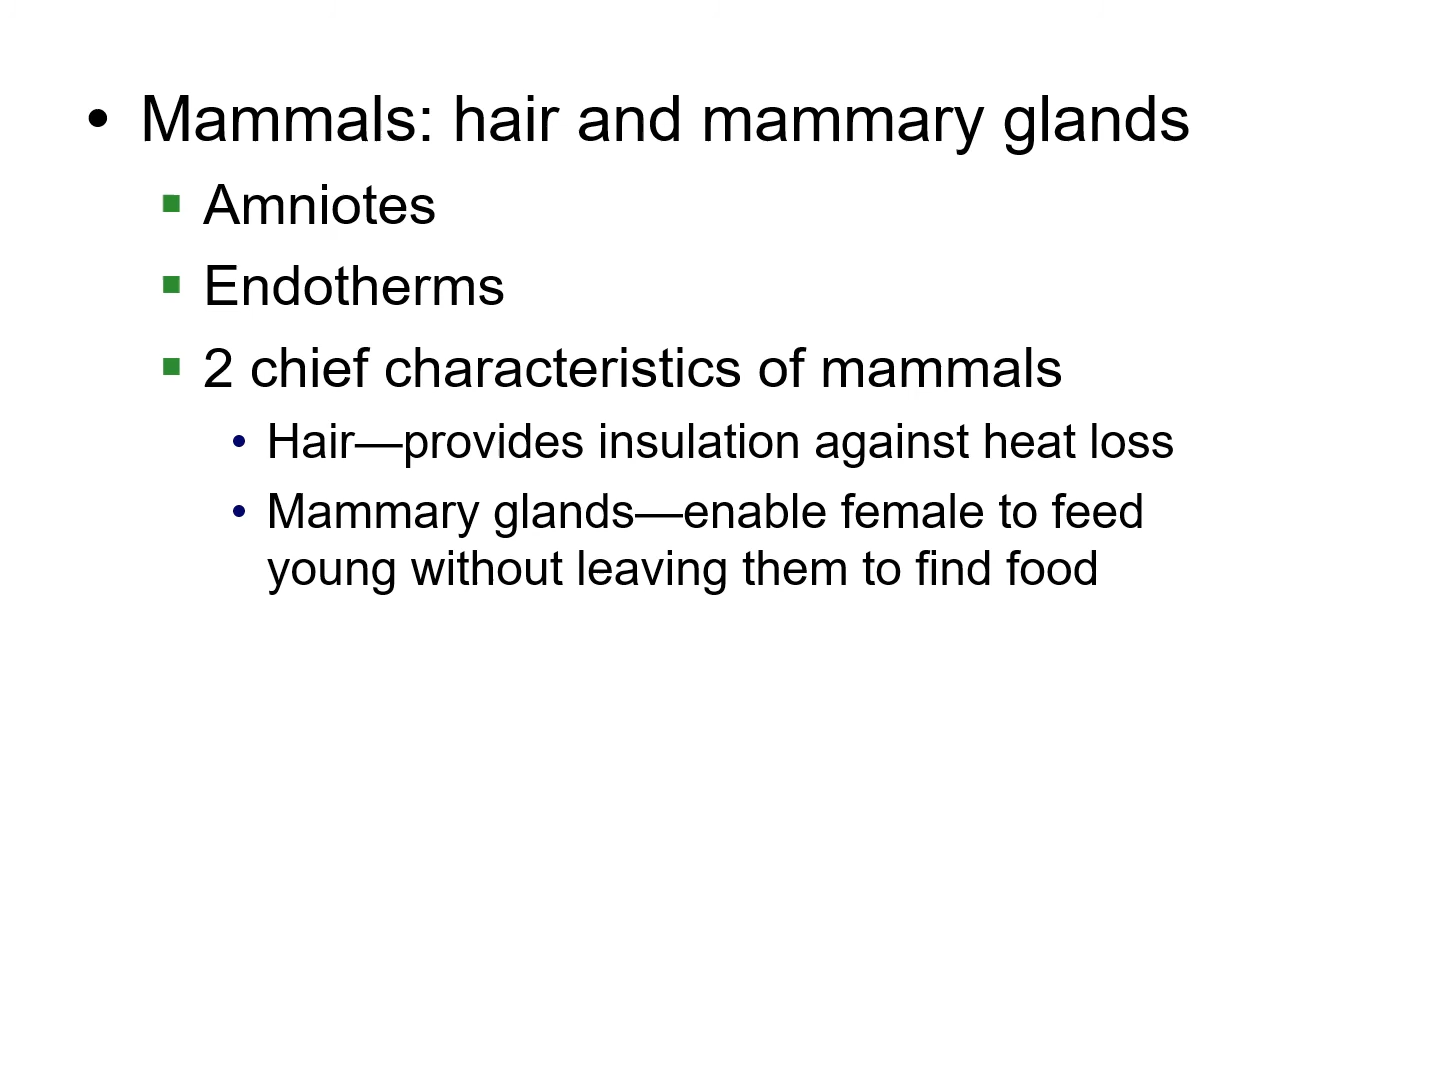 • Mammals: hair and mammary glands
▪ Amniotes
▪ Endotherms
▪ 2 chief characteristics of mammals
• Hair—provides insulation against heat loss
• Mammary glands—enable female to feed
young without leaving them to find food